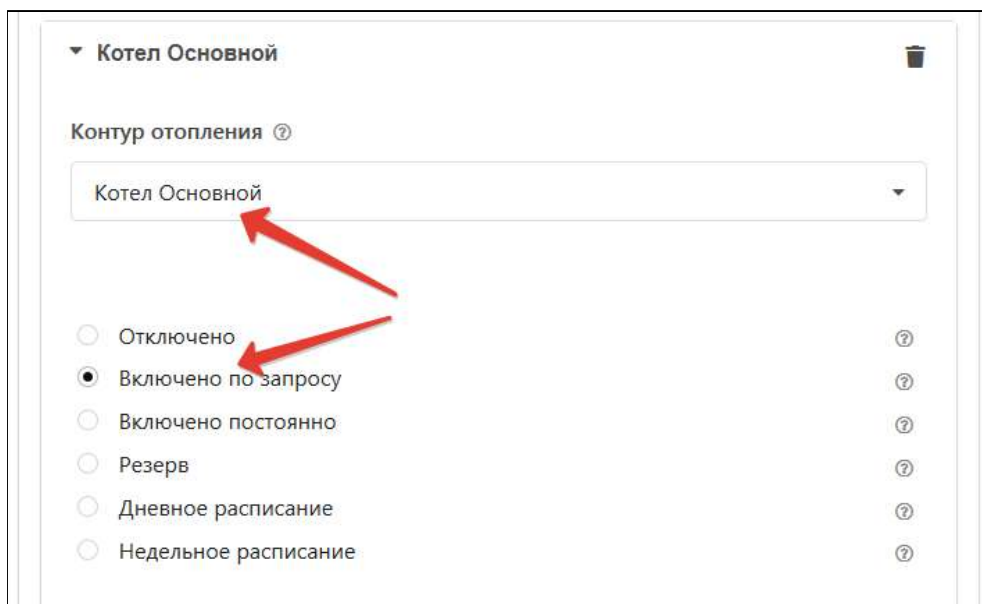 Котел Основной
Контур отопления
Котел Основной
Отключено
Включено по запросу
Включено постоянно
Резерв
Дневное расписание
Недельное расписание